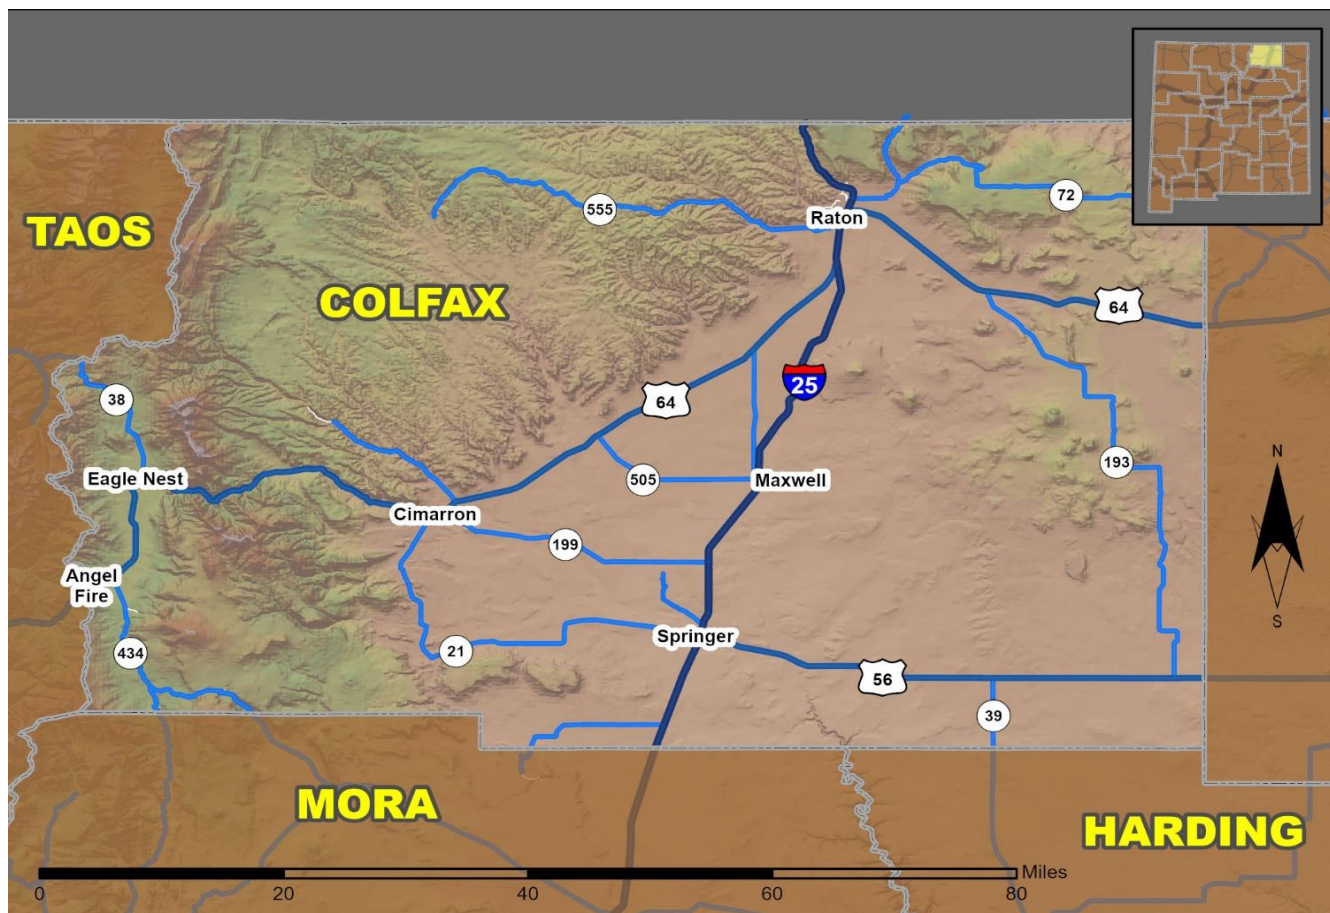 72
555
Raton
TAOS
COLFAX
64
25
38
64
193
N
Eagle Nest
505
Maxwell
Cimarron
199
Angel
Fire
S
434
21
Springer
56
39
MORA
HARDING
Miles
0
20
40
60
80